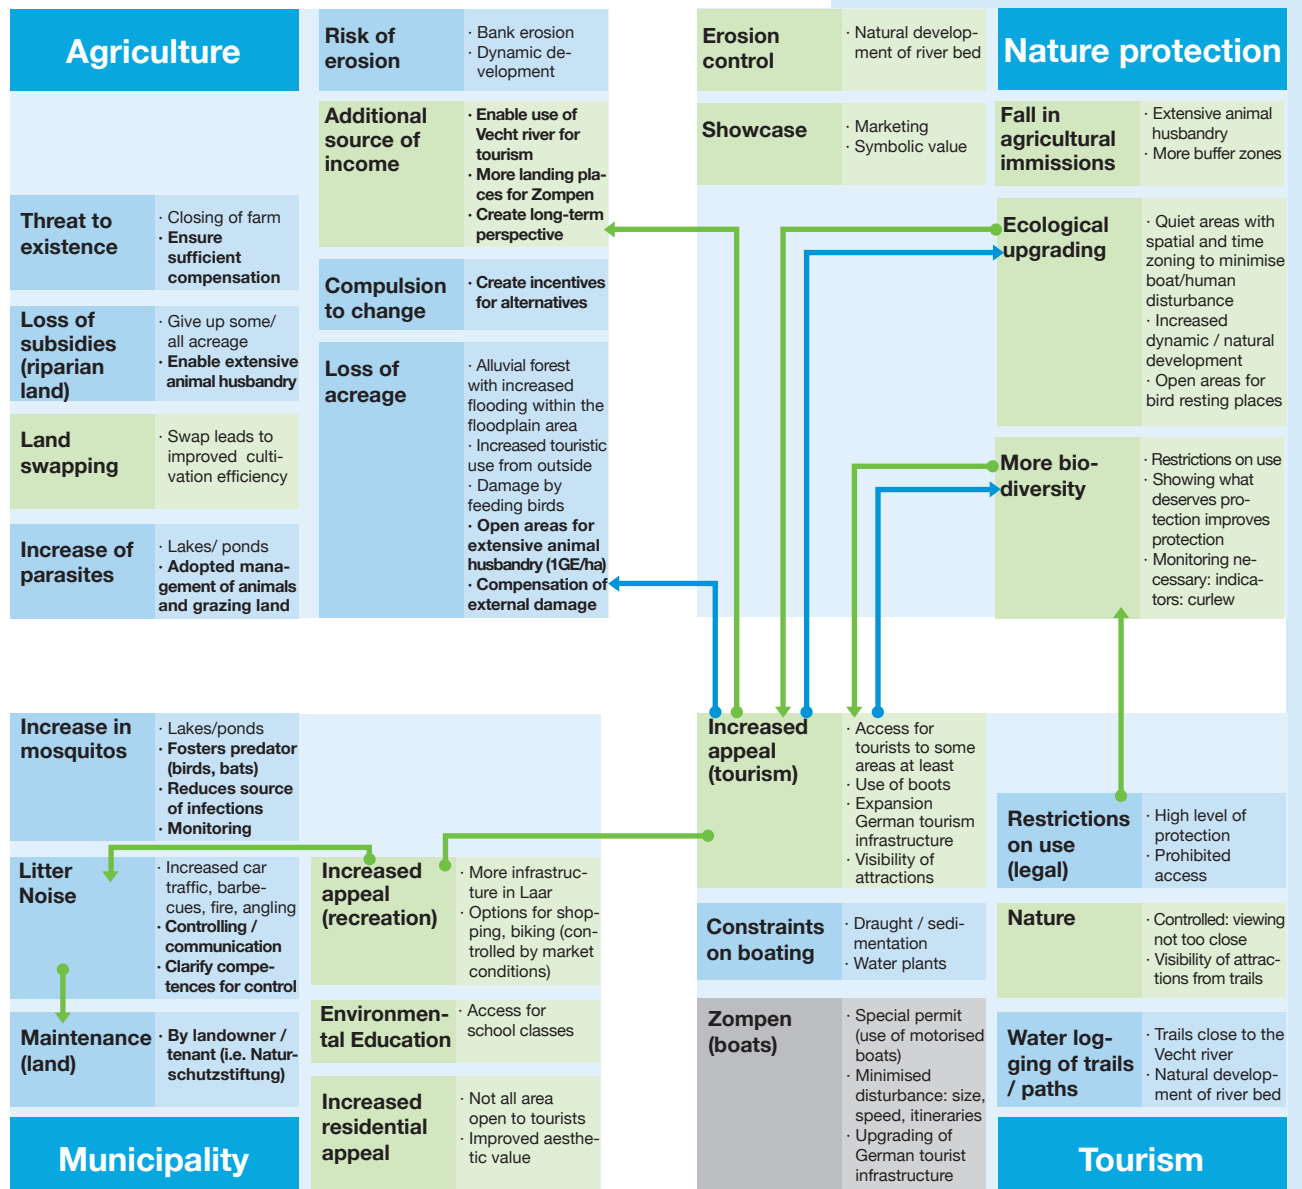 Agriculture
Risk of
erosion
· Bank erosion
· Dynamic de-
velopment
Additional
source of
income
· Enable use of
Vecht river for
tourism
· More landing pla-
ces for Zompen
· Create long-term
perspective
Threat to
existence
· Closing of farm
· Ensure
sufficient
compensation
Compulsion
to change
· Create incentives
for alternatives
Loss of
subsidies
(riparian
land)
· Give up some/
all acreage
· Enable extensive
animal husbandry
Loss of
acreage
· Alluvial forest
with increased
flooding within the
floodplain area
· Increased touristic
use from outside
· Damage by
feeding birds
· Open areas for
extensive animal
husbandry (1GE/ha)
· Compensation of
external damage
Land
swapping
· Swap leads to
improved culti-
vation efficiency
Increase of
parasites
· Lakes/ ponds
· Adopted mana-
gement of animals
and grazing land
Erosion
control
· Natural develop-
ment of river bed
Nature protection
Showcase
· Marketing
· Symbolic value
Fall in
agricultural
immissions
· Extensive animal
husbandry
· More buffer zones
Ecological
upgrading
· Quiet areas with
spatial and time
zoning to minimise
boat/human
disturbance
· Increased
dynamic / natural
development
· Open areas for
bird resting places
More bio-
diversity
· Restrictions on use
· Showing what
deserves pro-
tection improves
protection
· Monitoring ne-
cessary: indica-
tors: curlew
Increase in
mosquitos
· Lakes/ponds
· Fosters predator
(birds, bats)
· Reduces source
of infections
· Monitoring
Litter
Noise
· Increased car
traffic, barbe-
cues, fire, angling
· Controlling /
communication
· Clarify compe-
tences for control
Increased
appeal
(recreation)
· More infrastruc-
ture in Laar
· Options for shop-
ping, biking (con-
trolled by market
conditions)
Maintenance
(land)
· By landowner /
tenant (i.e. Natur-
schutzstiftung)
Environmen-
tal Education
· Access for
school classes
Increased
residential
appeal
· Not all area
open to tourists
· Improved aesthe-
tic value
Municipality
Increased
appeal
(tourism)
· Access for
tourists to some
areas at least
· Use of boots
· Expansion
German tourism
infrastructure
· Visibility of
attractions
Restrictions
on use
(legal)
· High level of
protection
· Prohibited
access
Constraints
on boating
· Draught / sedi-
mentation
· Water plants
Nature
· Controlled: viewing
not too close
· Visibility of attrac-
tions from trails
Zompen
(boats)
· Special permit
(use of motorised
boats)
· Minimised
disturbance: size,
speed, itineraries
· Upgrading of
German tourist
infrastructure
Water log-
ging of trails
/ paths
· Trails close to the
Vecht river
· Natural develop-
ment of river bed
Tourism